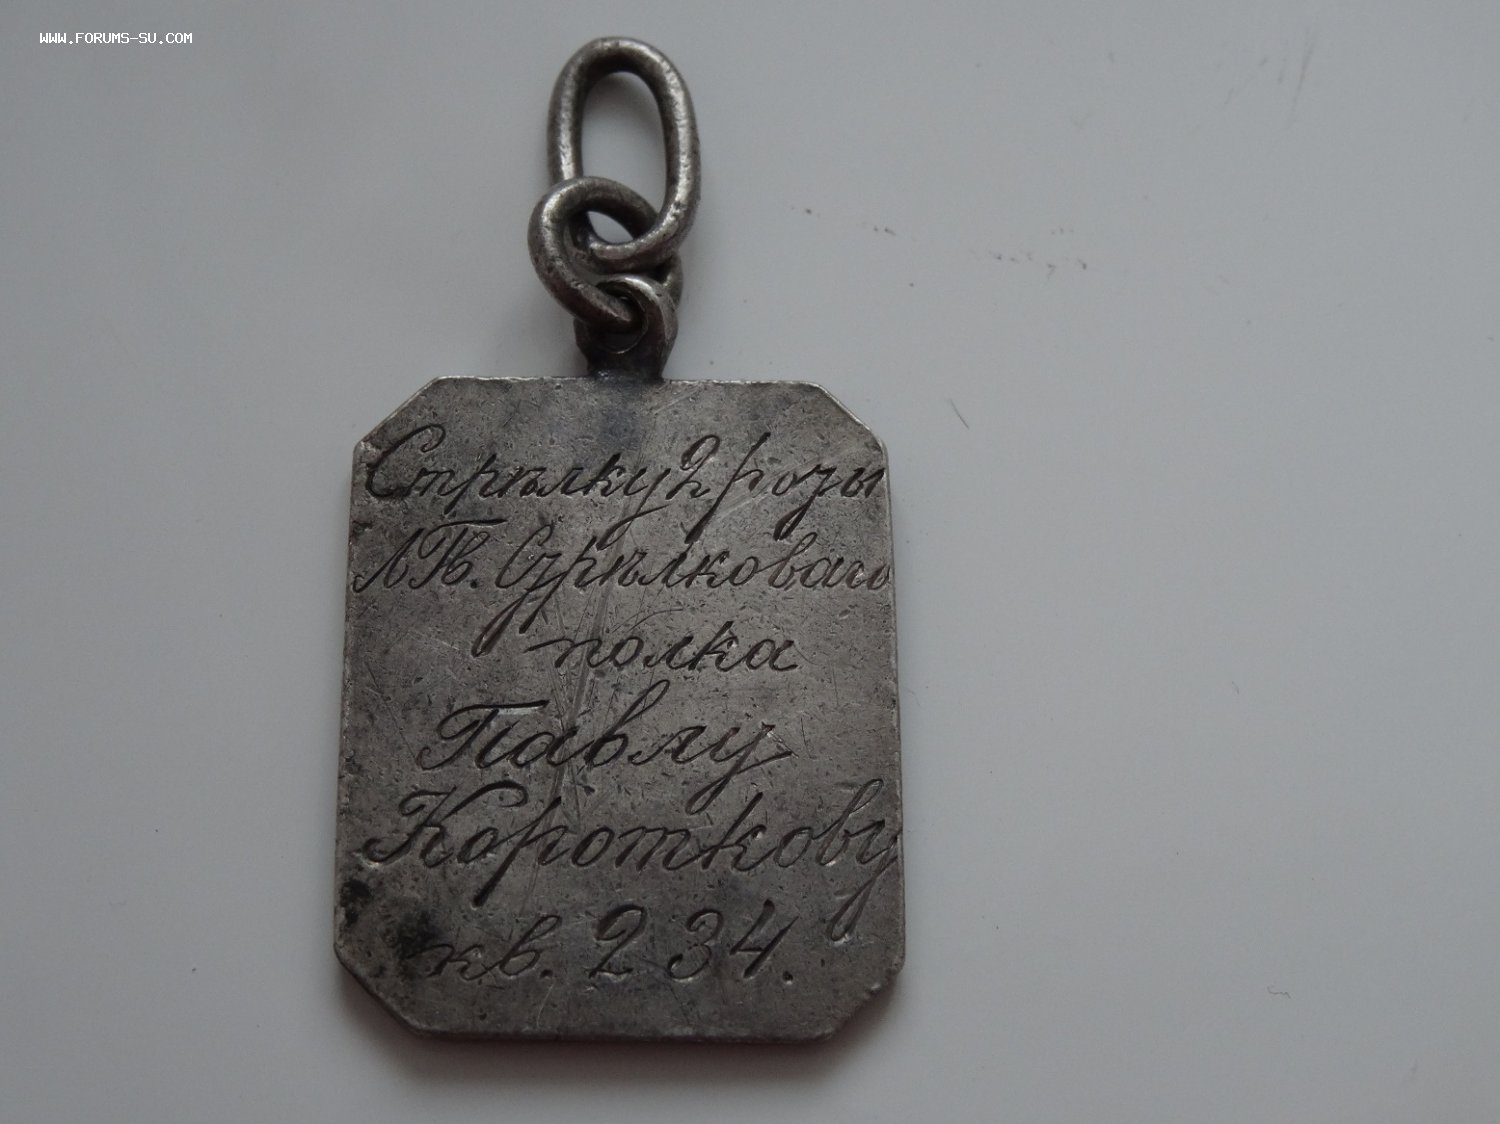 WWW.FORUMS-SU.COM
Стрѣлку 2 роты
Л Гв. Стрѣлковаго
полка
Павлу
Короткову
кв. 234.